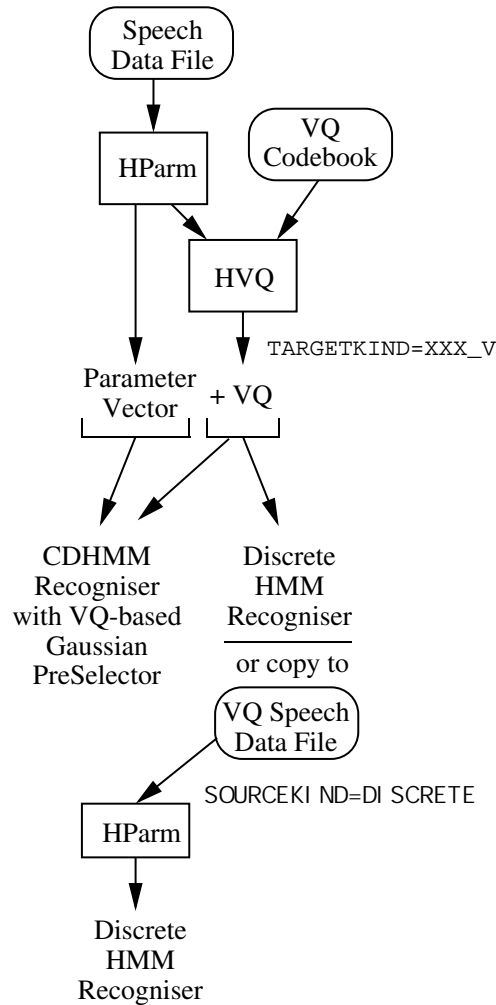 Speech
Data File
VQ
Codebook
HParm
HVQ
TARGETKIND=XXX_V
Parameter
Vector
+ VQ
CDHMM
Recogniser
with VQ-based
Gaussian
PreSelector
Discrete
HMM
Recogniser
or copy to
VQ Speech
Data File
SOURCEKIND=DISCRETE
HParm
Discrete
HMM
Recogniser